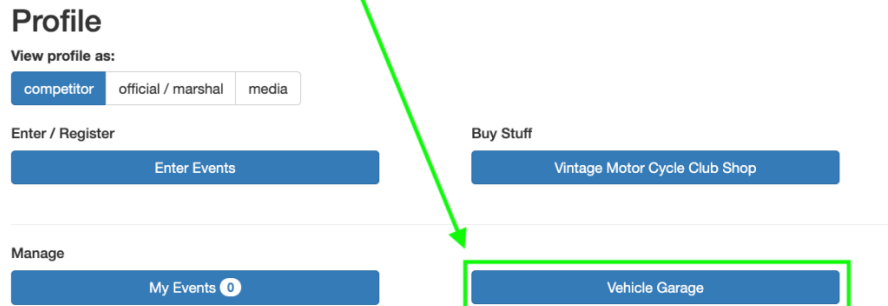 Profile
View profile as:
competitor official / marshal media
Enter / Register
Enter Events
Buy Stuff
Vintage Motor Cycle Club Shop
Manage
My Events 0
Vehicle Garage